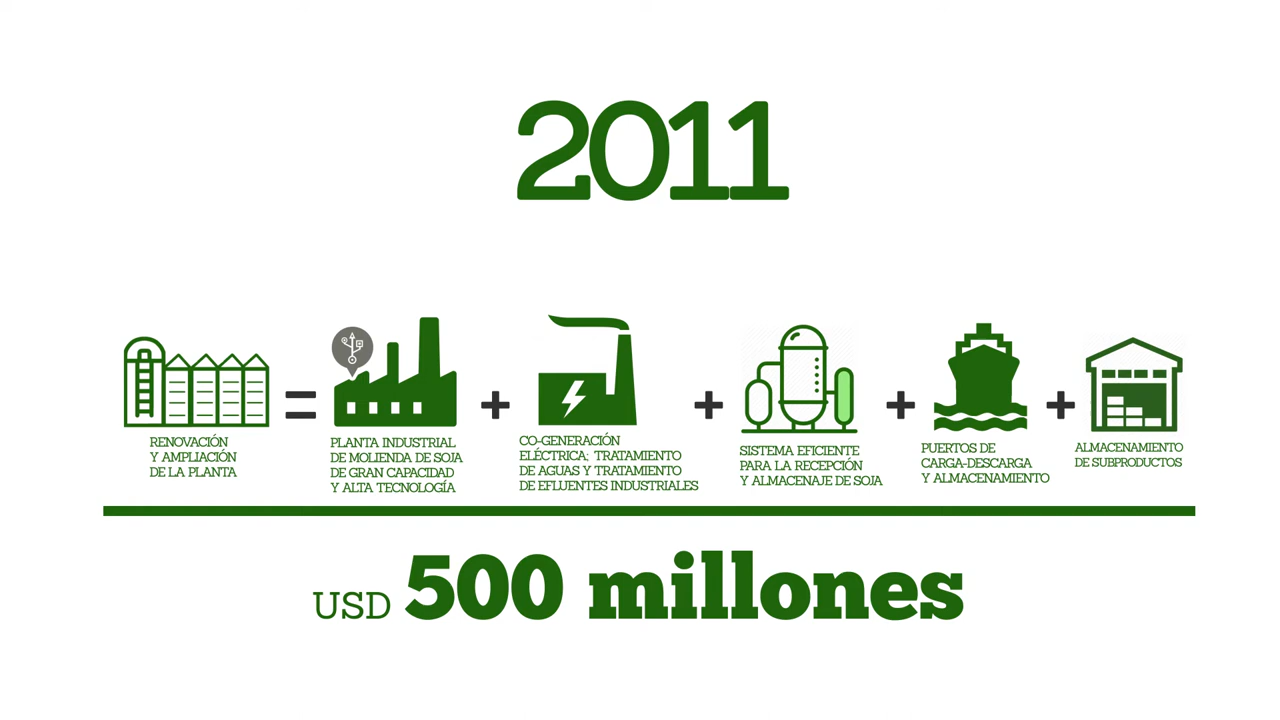 2011
=
+
+
+
+
RENOVACIÓN
Y AMPLIACIÓN
DE LA PLANTA
PLANTA INDUSTRIAL
DE MOLIENDA DE SOJA
DE GRAN CAPACIDAD
Y ALTA TECNOLOGÍA
CO-GENERACIÓN
ELÉCTRICA; TRATAMIENTO
DE AGUAS Y TRATAMIENTO
DE EFLUENTES INDUSTRIALES
SISTEMA EFICIENTE
PARA LA RECEPCIÓN
Y ALMACENAJE DE SOJA
PUERTOS DE
CARGA-DESCARGA
Y ALMACENAMIENTO
ALMACENAMIENTO
DE SUBPRODUCTOS
USD 500 millones